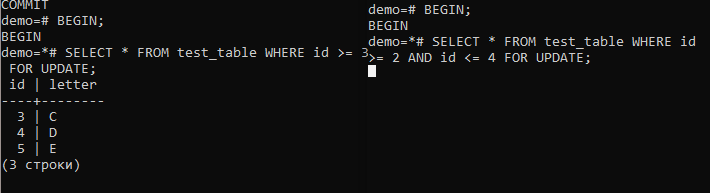 COMMIT
demo=# BEGIN;
BEGIN
demo=*# SELECT * FROM test_table WHERE id >= 3
 FOR UPDATE;
 id | letter
----+--------
  3 | C
  4 | D
  5 | E
(3 строки)
demo=# BEGIN;
BEGIN
demo=*# SELECT * FROM test_table WHERE id
>= 2 AND id <= 4 FOR UPDATE;